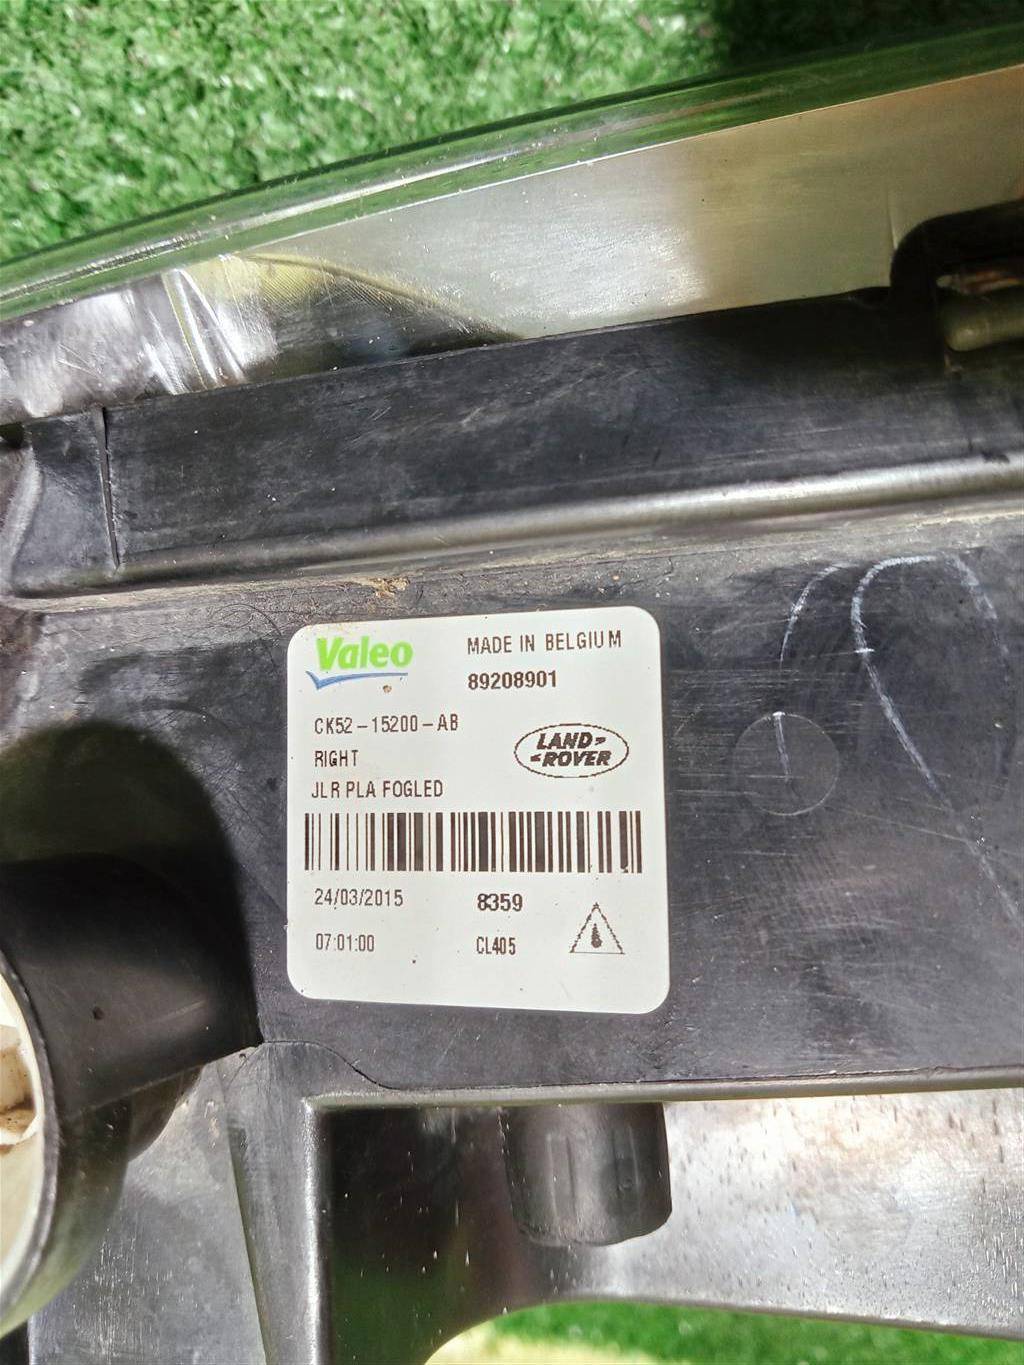 Valeo
MADE IN BELGIUM
89208901
CK52-15200-AB
RIGHT
LAND-
-ROVER
JLR PLA FOGLED
24/03/2015
8359
07:01:00
CL405